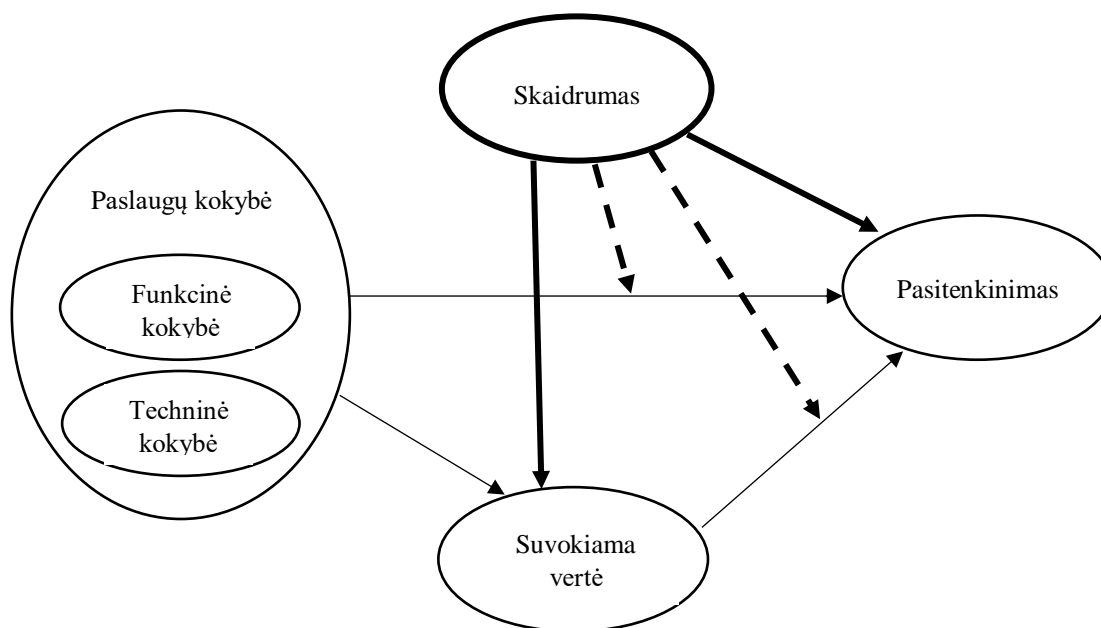 Skaidrumas
Paslaugų kokybė
Funkcinė
kokybė
Techninė
kokybė
Pasitenkinimas
Suvokiama
vertė